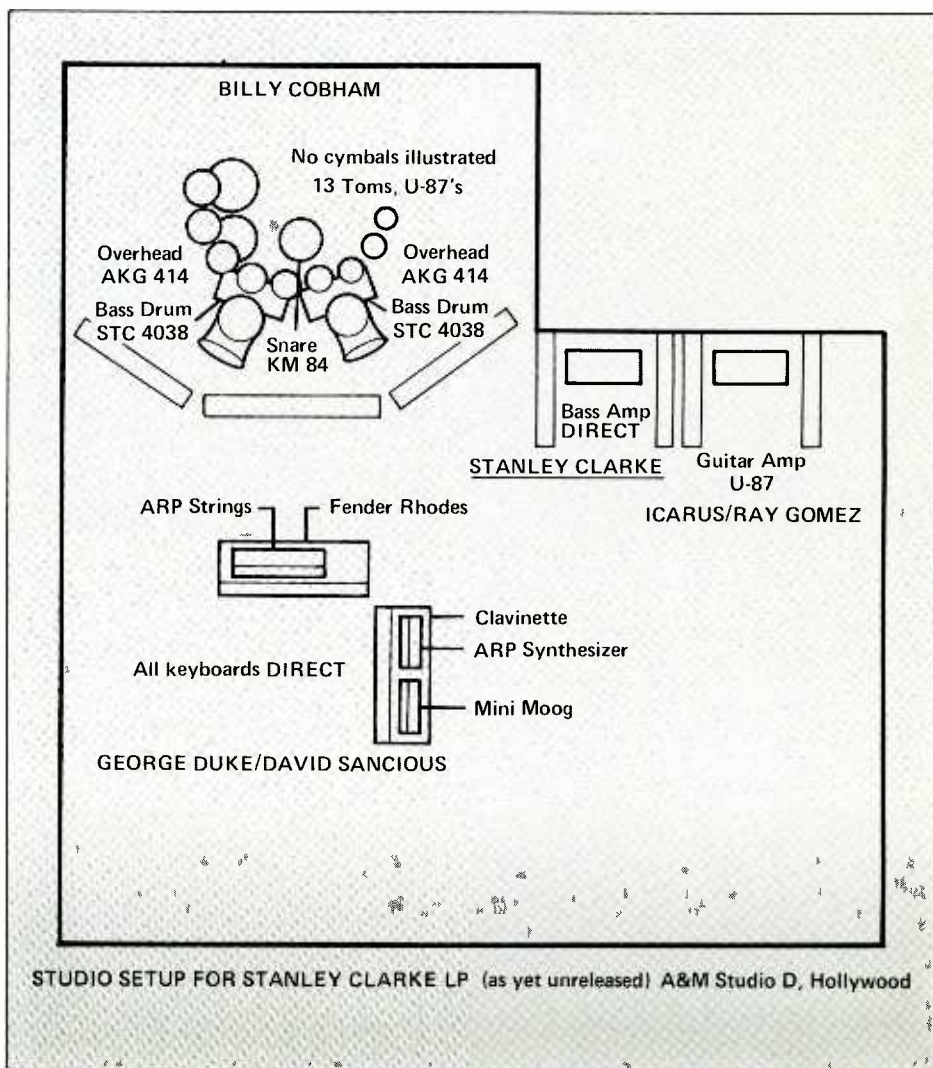 BILLY COBHAM
No cymbals illustrated
13 Toms, U-87's
Overhead
AKG 414
Overhead
AKG 414
Bass Drum
STC 4038
Bass Drum
STC 4038
Snare
KM 84
Bass Amp
DIRECT
STANLEY CLARKE
Guitar Amp
U-87
ICARUS/RAY GOMEZ
ARP Strings
Fender Rhodes
Clavinette
ARP Synthesizer
Mini Moog
All keyboards DIRECT
GEORGE DUKE/DAVID SANCIOUS
STUDIO SETUP FOR STANLEY CLARKE LP (as yet unreleased) A&M Studio D, Hollywood